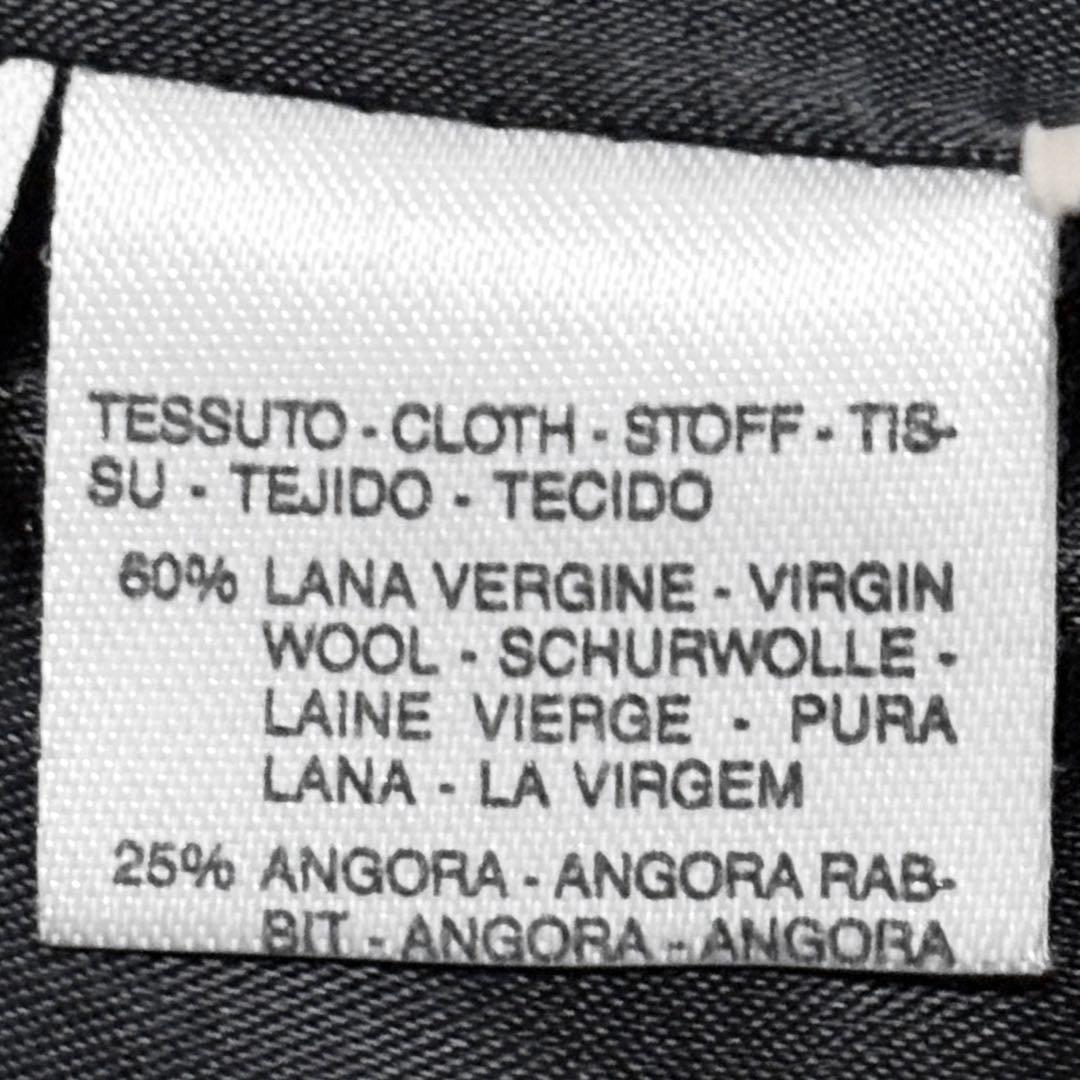 TESSUTO - CLOTH - STOFF - TIS-
SU - TEJIDO - TECIDO
60% LANA VERGINE - VIRGIN
WOOL - SCHURWOLLE -
LAINE VIERGE - PURA
LANA - LA VIRGEM
25% ANGORA - ANGORA RAB-
BIT - ANGORA - ANGORA